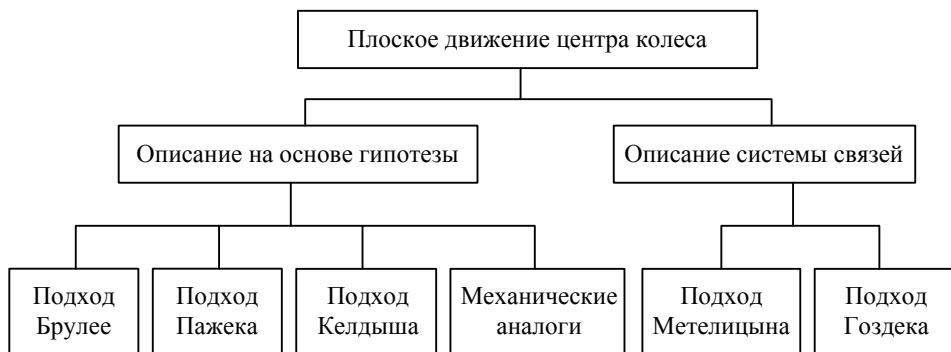 Плоское движение центра колеса
Описание на основе гипотезы
Описание системы связей
Подход
Брулее
Подход
Пажека
Подход
Келдыша
Механические
аналоги
Подход
Метелицына
Подход
Гоздека